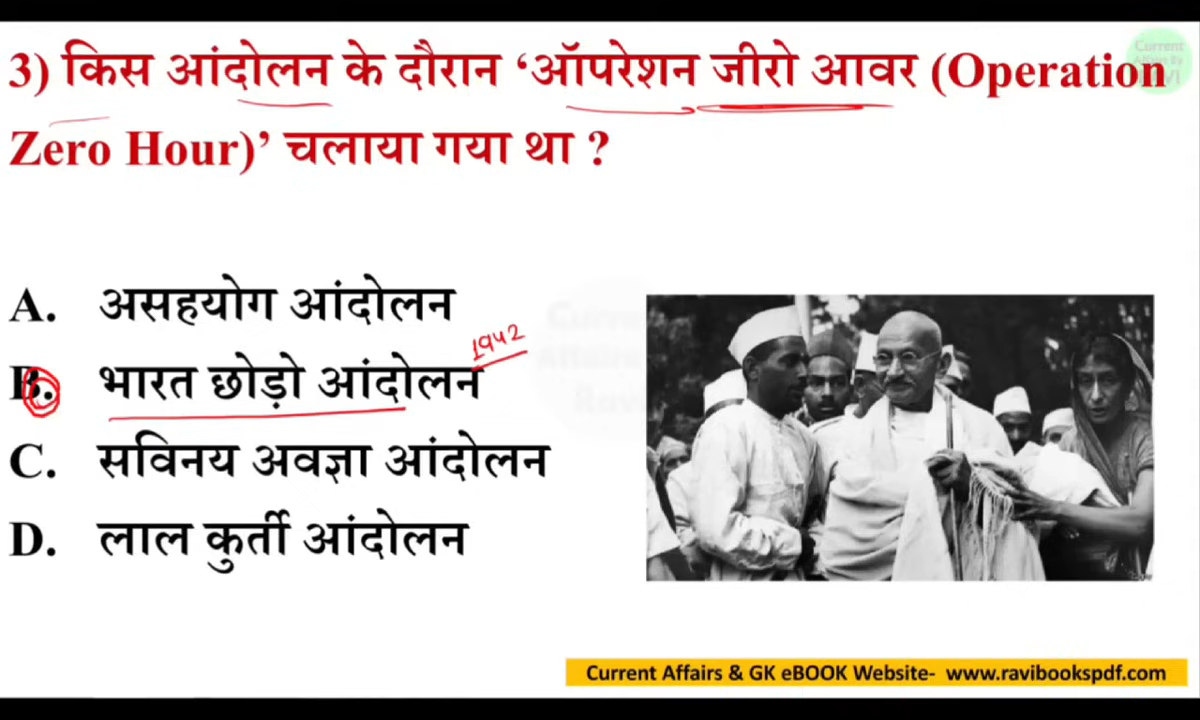 3) किस आंदोलन के दौरान ‘ऑपरेशन जीरो आवर (Operation
Zero Hour)’ चलाया गया था ?
A. असहयोग आंदोलन
1942
B. भारत छोड़ो आंदोलन
C. सविनय अवज्ञा आंदोलन
D. लाल कुर्ती आंदोलन
Current Affairs & GK eBOOK Website- www.ravibookspdf.com